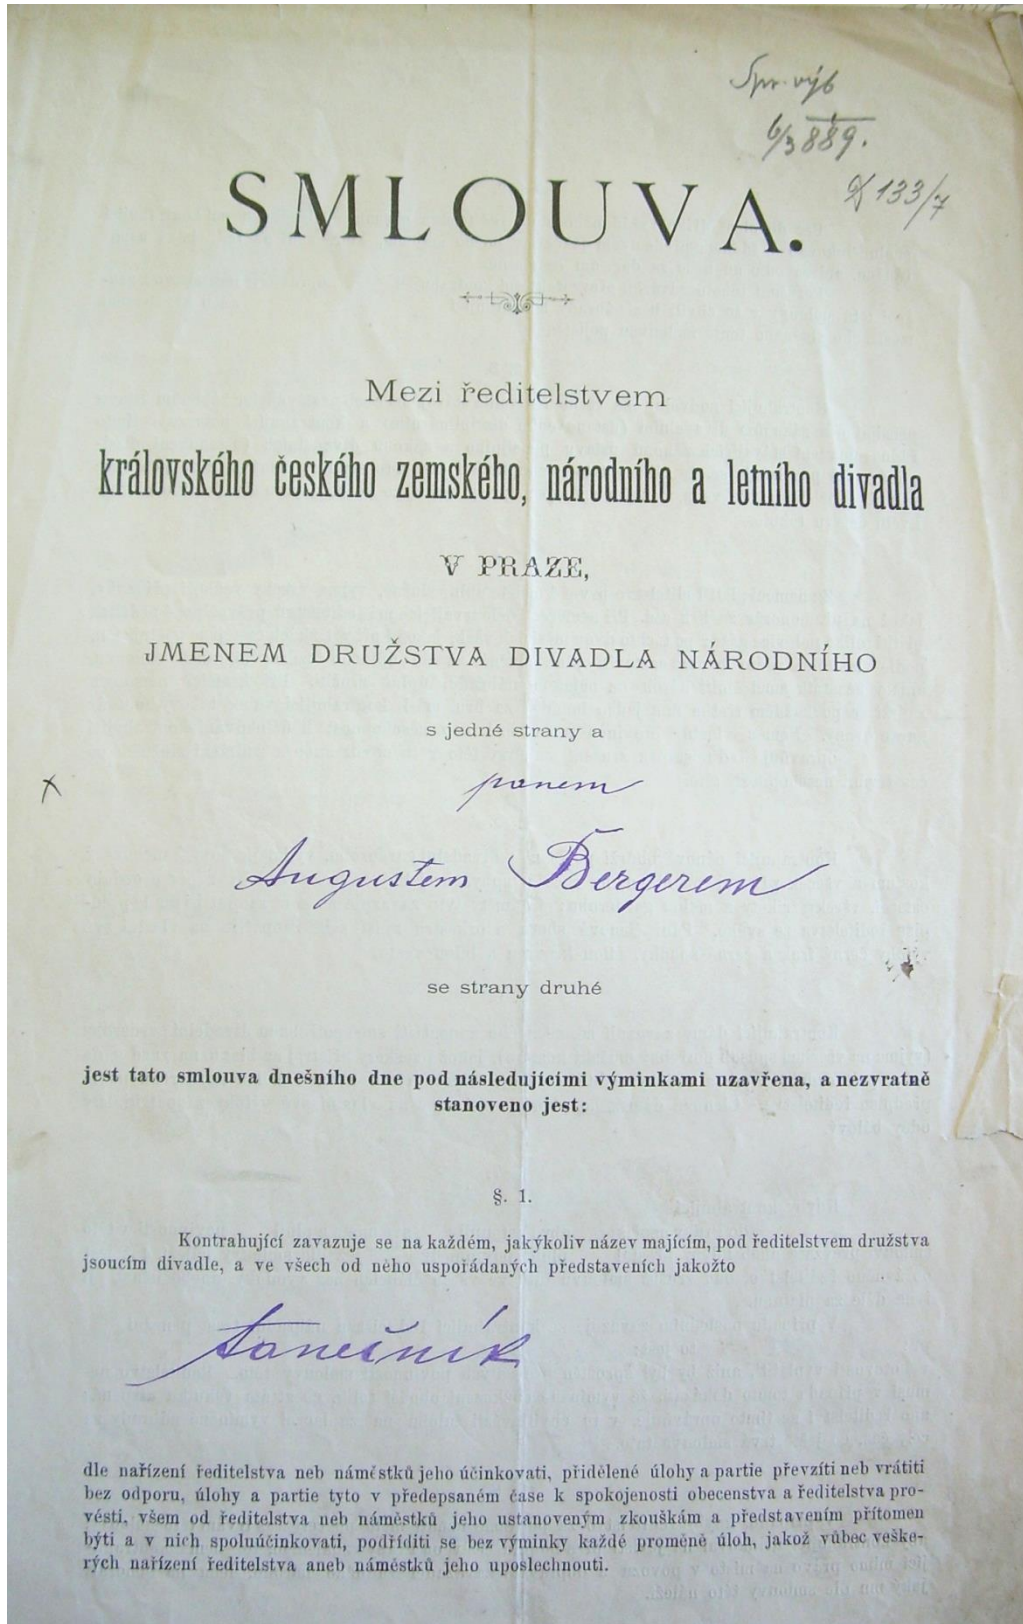 Spr. výb
6/3 889.
133/7
SMLOUVA.
Mezi ředitelstvem
královského českého zemského, národního a letního divadla
V PRAZE,
JMENEM DRUŽSTVA DIVADLA NÁRODNÍHO
s jedné strany a
panem
Augustem Bergerem
se strany druhé
jest tato smlouva dnešního dne pod následujícimi výminkami uzavřena, a nezvratně
stanoveno jest:
§. 1.
Kontrahující zavazuje se na každém, jakýkoliv název majícím, pod ředitelstvem družstva
jsoucím divadle, a ve všech od něho uspořádaných představeních jakožto
tanečník
dle nařízení ředitelstva neb náměstků jeho účinkovati, přidělené úlohy a partie převzíti neb vrátiti
bez odporu, úlohy a partie tyto v předepsaném čase k spokojenosti obecenstva a ředitelstva pro-
vésti, všem od ředitelstva neb náměstků jeho ustanoveným zkouškám a představením přítomen
býti a v nich spoluúčinkovati, podříditi se bez výminky každé proměně úloh, jakož vůbec veške-
rých nařízení ředitelstva aneb náměstků jeho uposlechnouti.